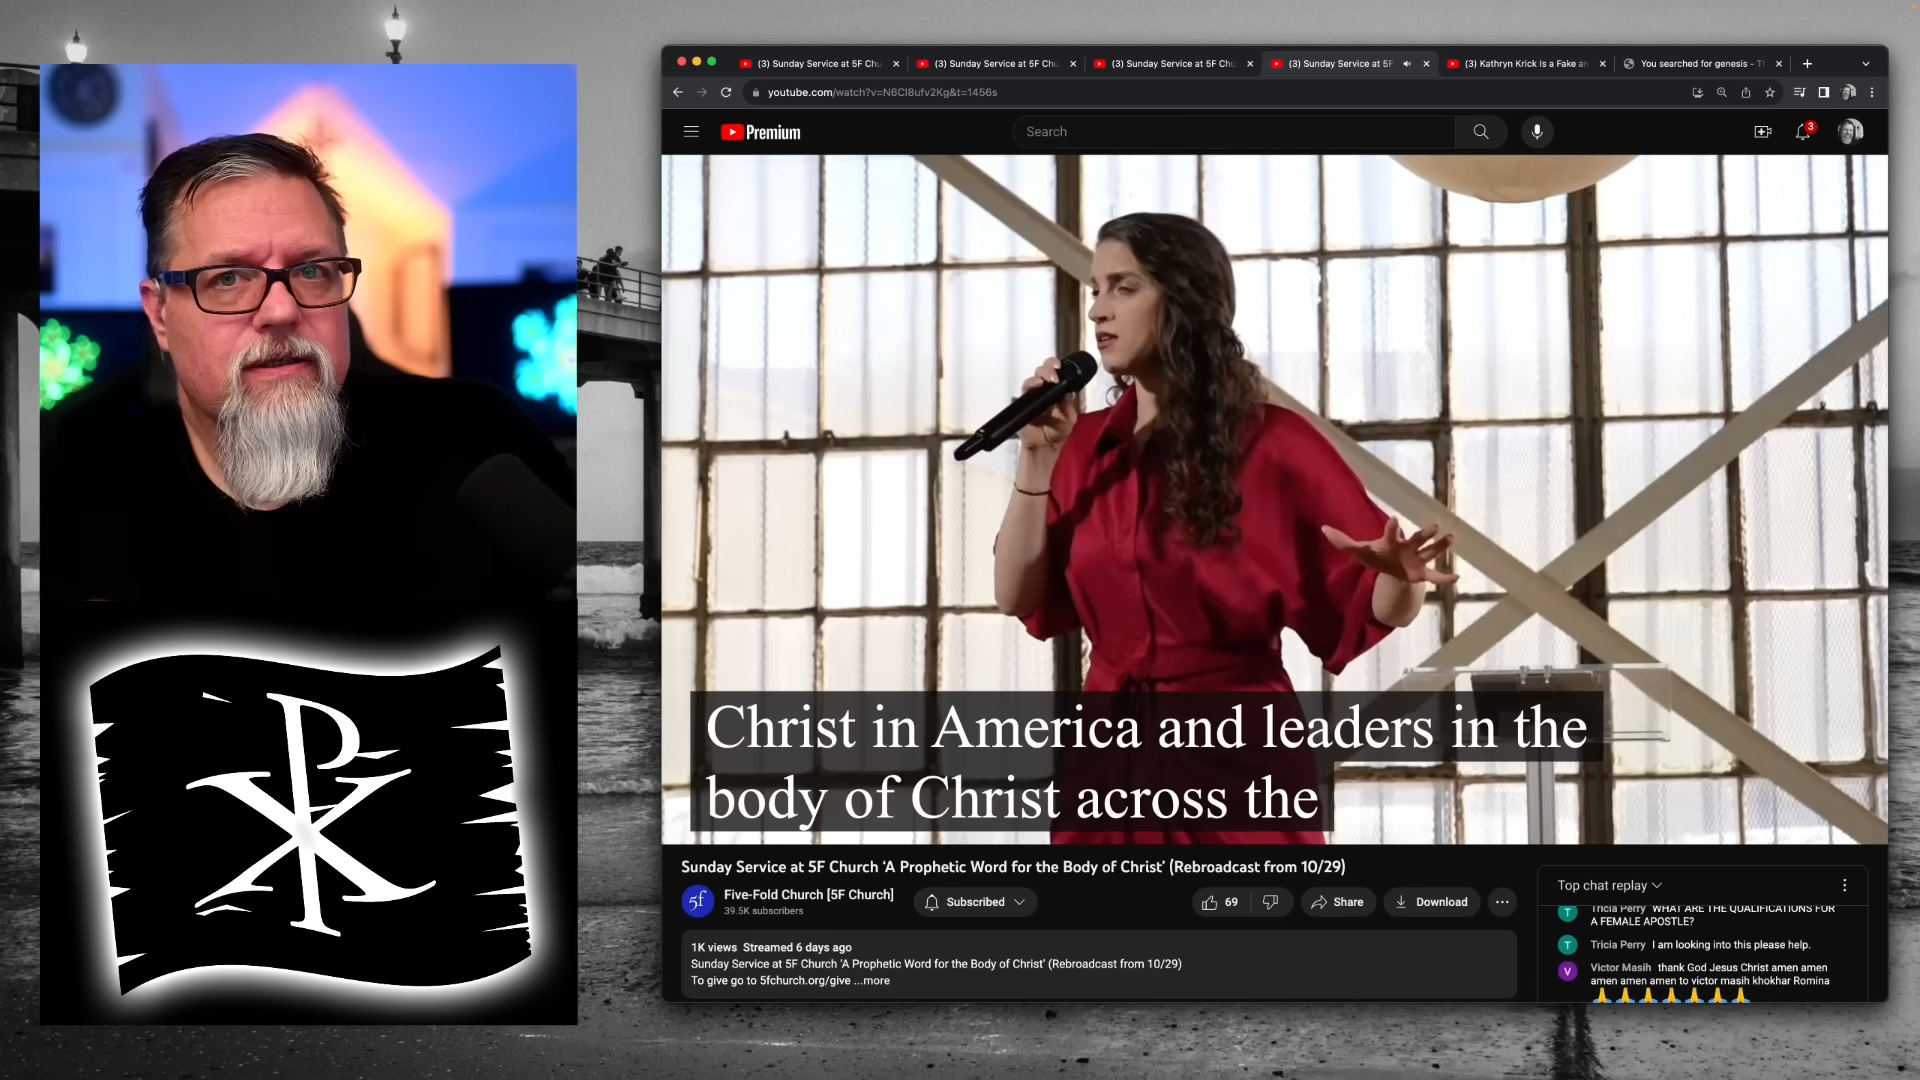 (3) Sunday Service at 5F Chu
(3) Sunday Service at 5F Chu
(3) Sunday Service at 5F Chu
(3) Sunday Service at 5F
(3) Kathryn Krick Is a Fake an
You searched for genesis - Th
youtube.com/watch?v=N6Cl8ufv2Kg&t=1456s
Premium
Search
3
Christ in America and leaders in the
body of Christ across the
Sunday Service at 5F Church 'A Prophetic Word for the Body of Christ' (Rebroadcast from 10/29)
5f
Five-Fold Church [5F Church]
39.5K subscribers
Subscribed
69
Share
Download
1K views Streamed 6 days ago
Sunday Service at 5F Church 'A Prophetic Word for the Body of Christ' (Rebroadcast from 10/29)
To give go to 5fchurch.org/give ...more
Top chat replay
T
Tricia Perry WHAT ARE THE QUALIFICATIONS FOR
A FEMALE APOSTLE?
T
Tricia Perry I am looking into this please help.
V
Victor Masih thank God Jesus Christ amen amen
amen amen amen to victor masih khokhar Romina